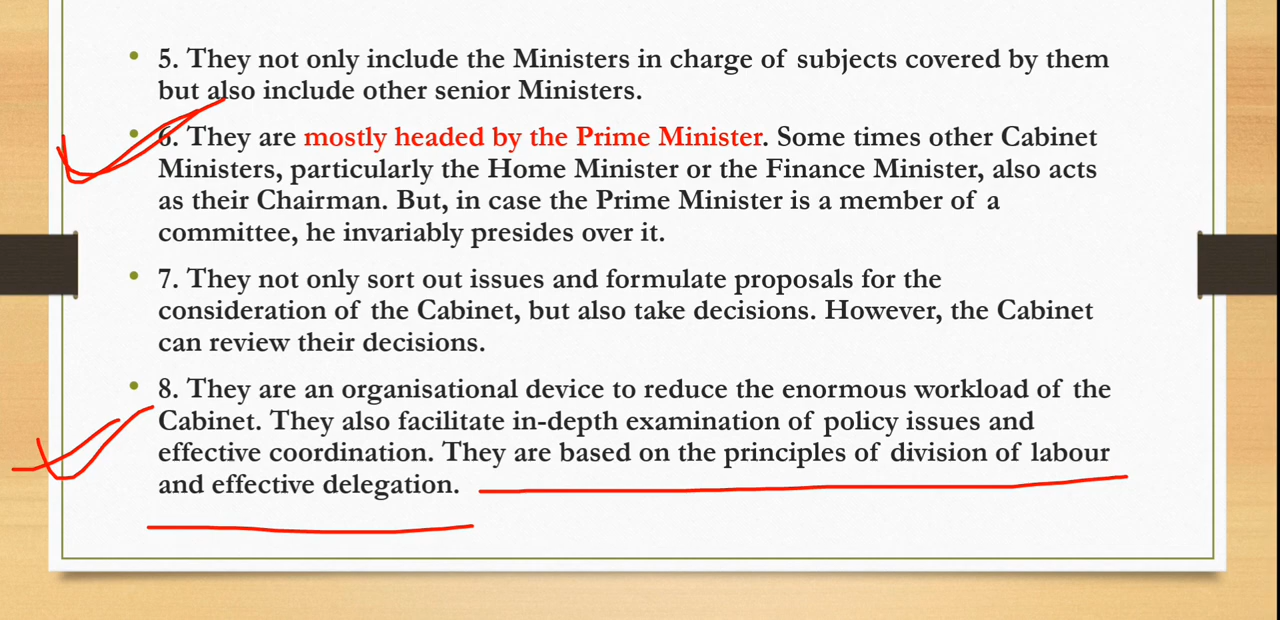 • 5. They not only include the Ministers in charge of subjects covered by them
but also include other senior Ministers.
• 6. They are mostly headed by the Prime Minister. Some times other Cabinet
Ministers, particularly the Home Minister or the Finance Minister, also acts
as their Chairman. But, in case the Prime Minister is a member of a
committee, he invariably presides over it.
• 7. They not only sort out issues and formulate proposals for the
consideration of the Cabinet, but also take decisions. However, the Cabinet
can review their decisions.
• 8. They are an organisational device to reduce the enormous workload of the
Cabinet. They also facilitate in-depth examination of policy issues and
effective coordination. They are based on the principles of division of labour
and effective delegation.